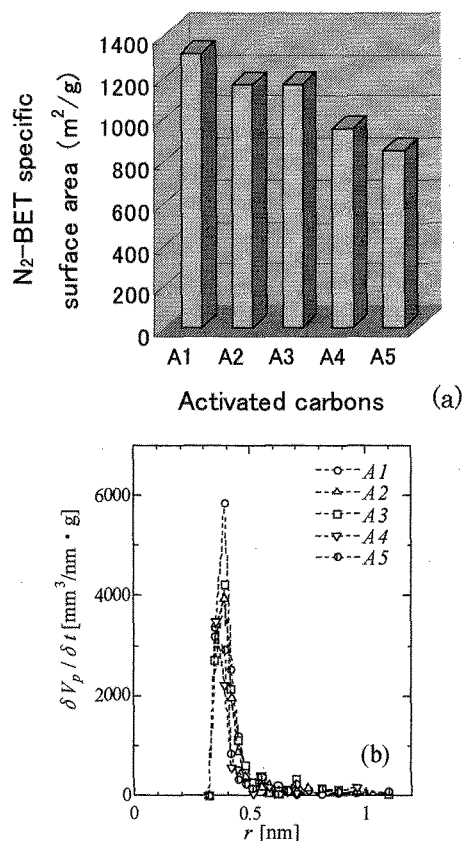 N₂-BET specific
surface area (m²/g)
1400
1200
1000
800
600
400
200
0
A1 A2 A3 A4 A5
Activated carbons (a)
6000
4000
2000
0
δVp / δt [mm³/nm・g]
A1
A2
A3
A4
A5
(b)
0 0.5 1
r [nm]